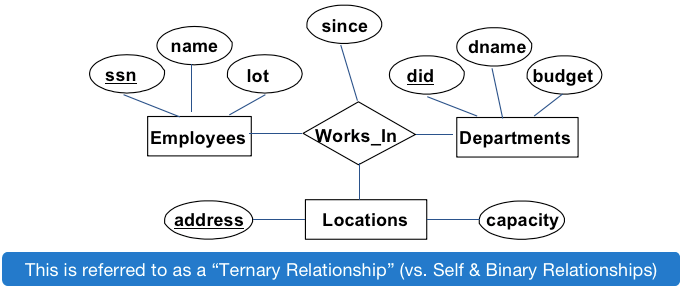 since
name
dname
ssn
lot
did
budget
Employees
Works_In
Departments
address
Locations
capacity
This is referred to as a “Ternary Relationship” (vs. Self & Binary Relationships)